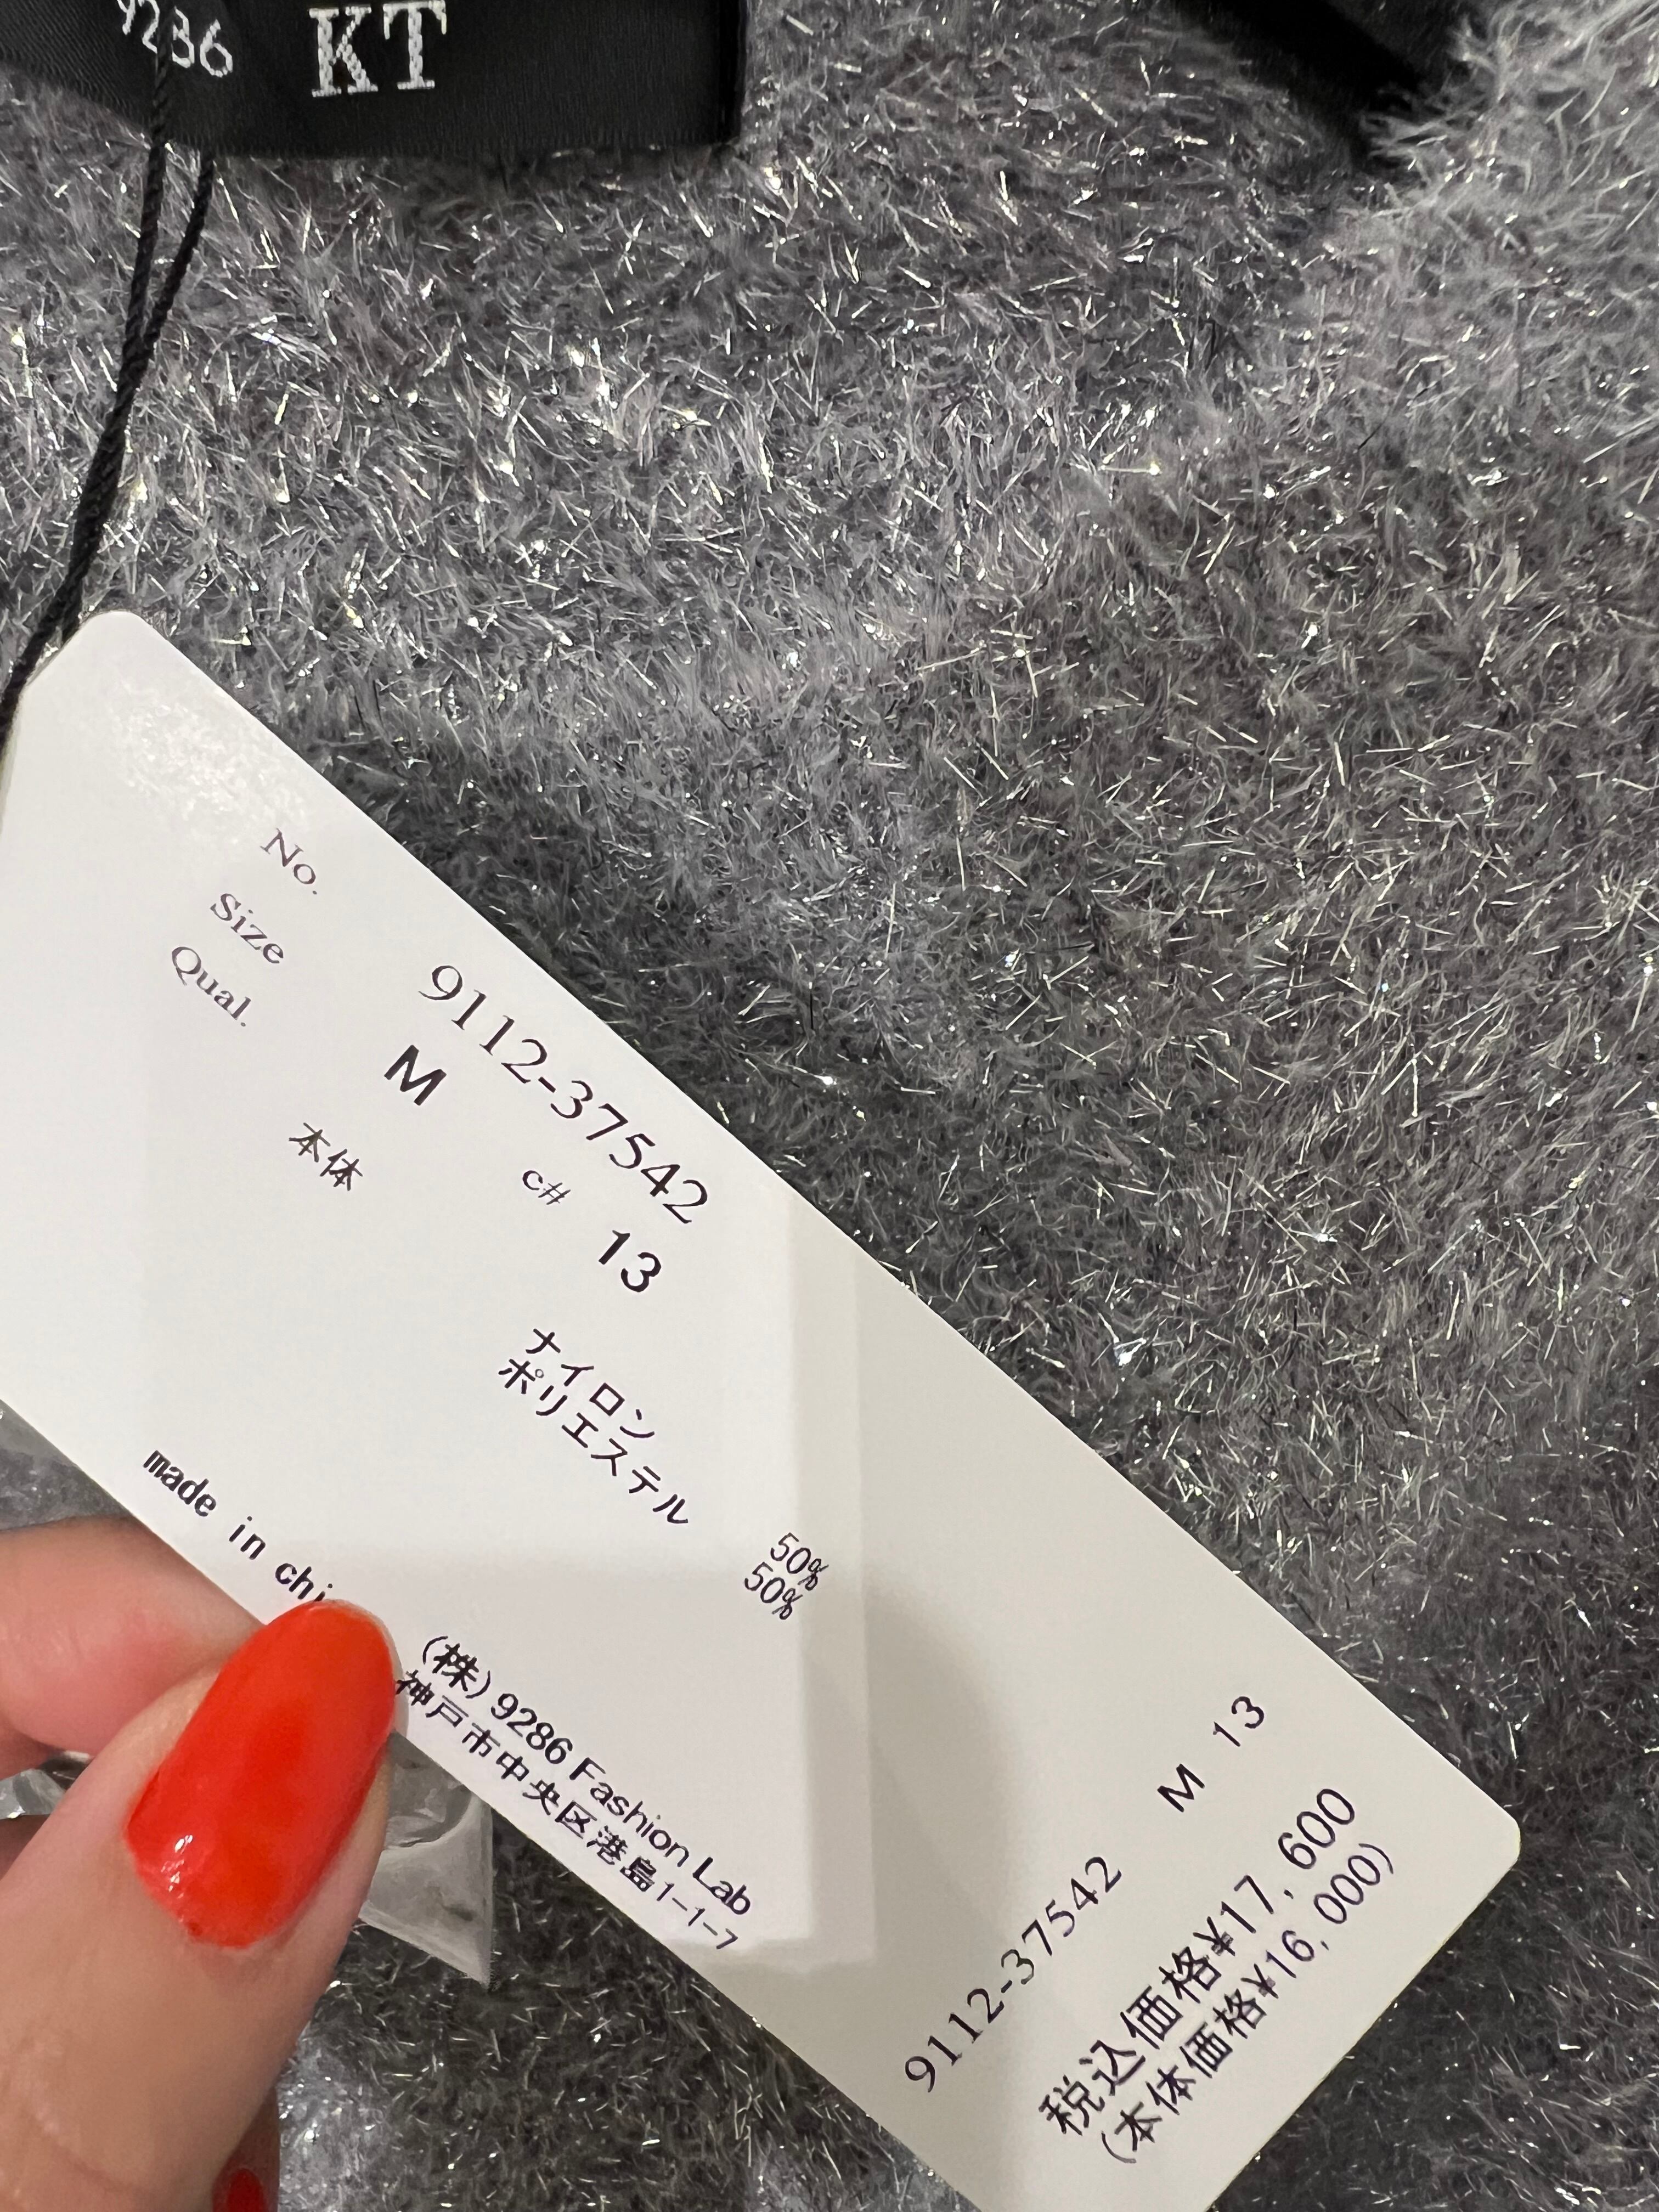 9286 KT
No. 9112-37542
Size M c# 13
Qual.
本体
ナイロン 50%
ポリエステル 50%
made in chi
(株) 9286 Fashion Lab
神戸市中央区港島1-1-7
9112-37542 M 13
税込価格¥17,600
(本体価格¥16,000)